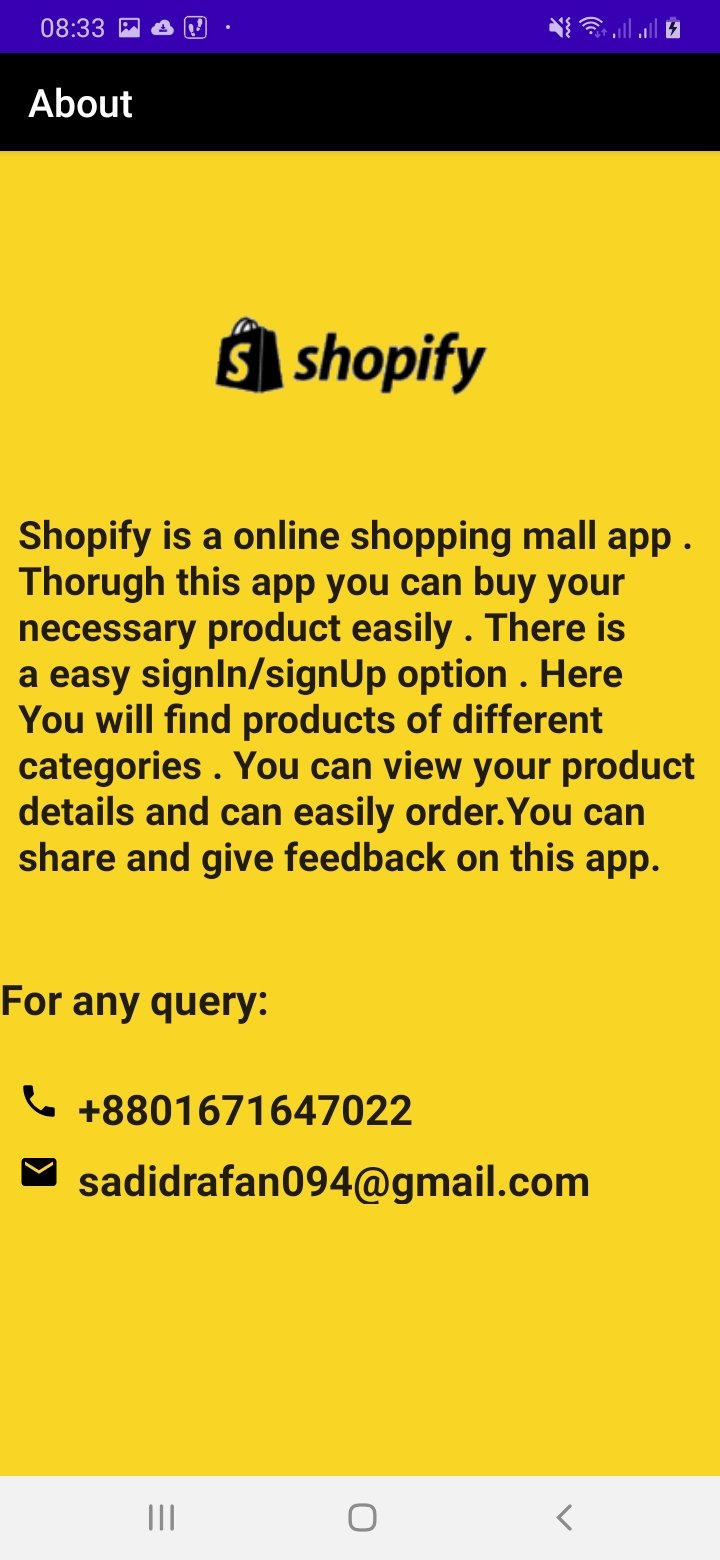 08:33
About
S shopify
Shopify is a online shopping mall app .
Thorugh this app you can buy your
necessary product easily . There is
a easy signIn/signUp option . Here
You will find products of different
categories . You can view your product
details and can easily order.You can
share and give feedback on this app.
For any query:
+8801671647022
sadidrafan094@gmail.com